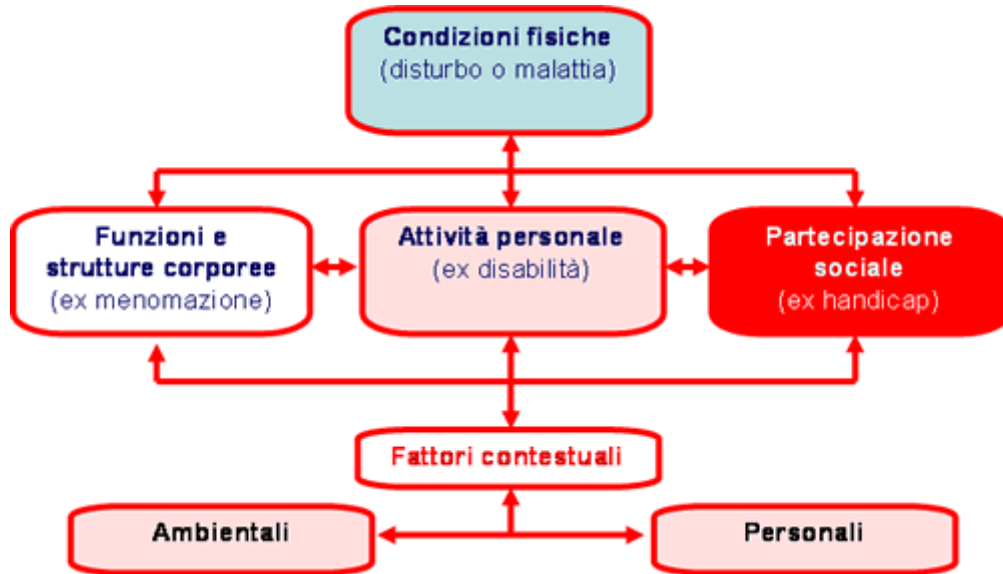 Condizioni fisiche
(disturbo o malattia)
Funzioni e
strutture corporee
(ex menomazione)
Attività personale
(ex disabilità)
Partecipazione
sociale
(ex handicap)
Fattori contestuali
Ambientali
Personali